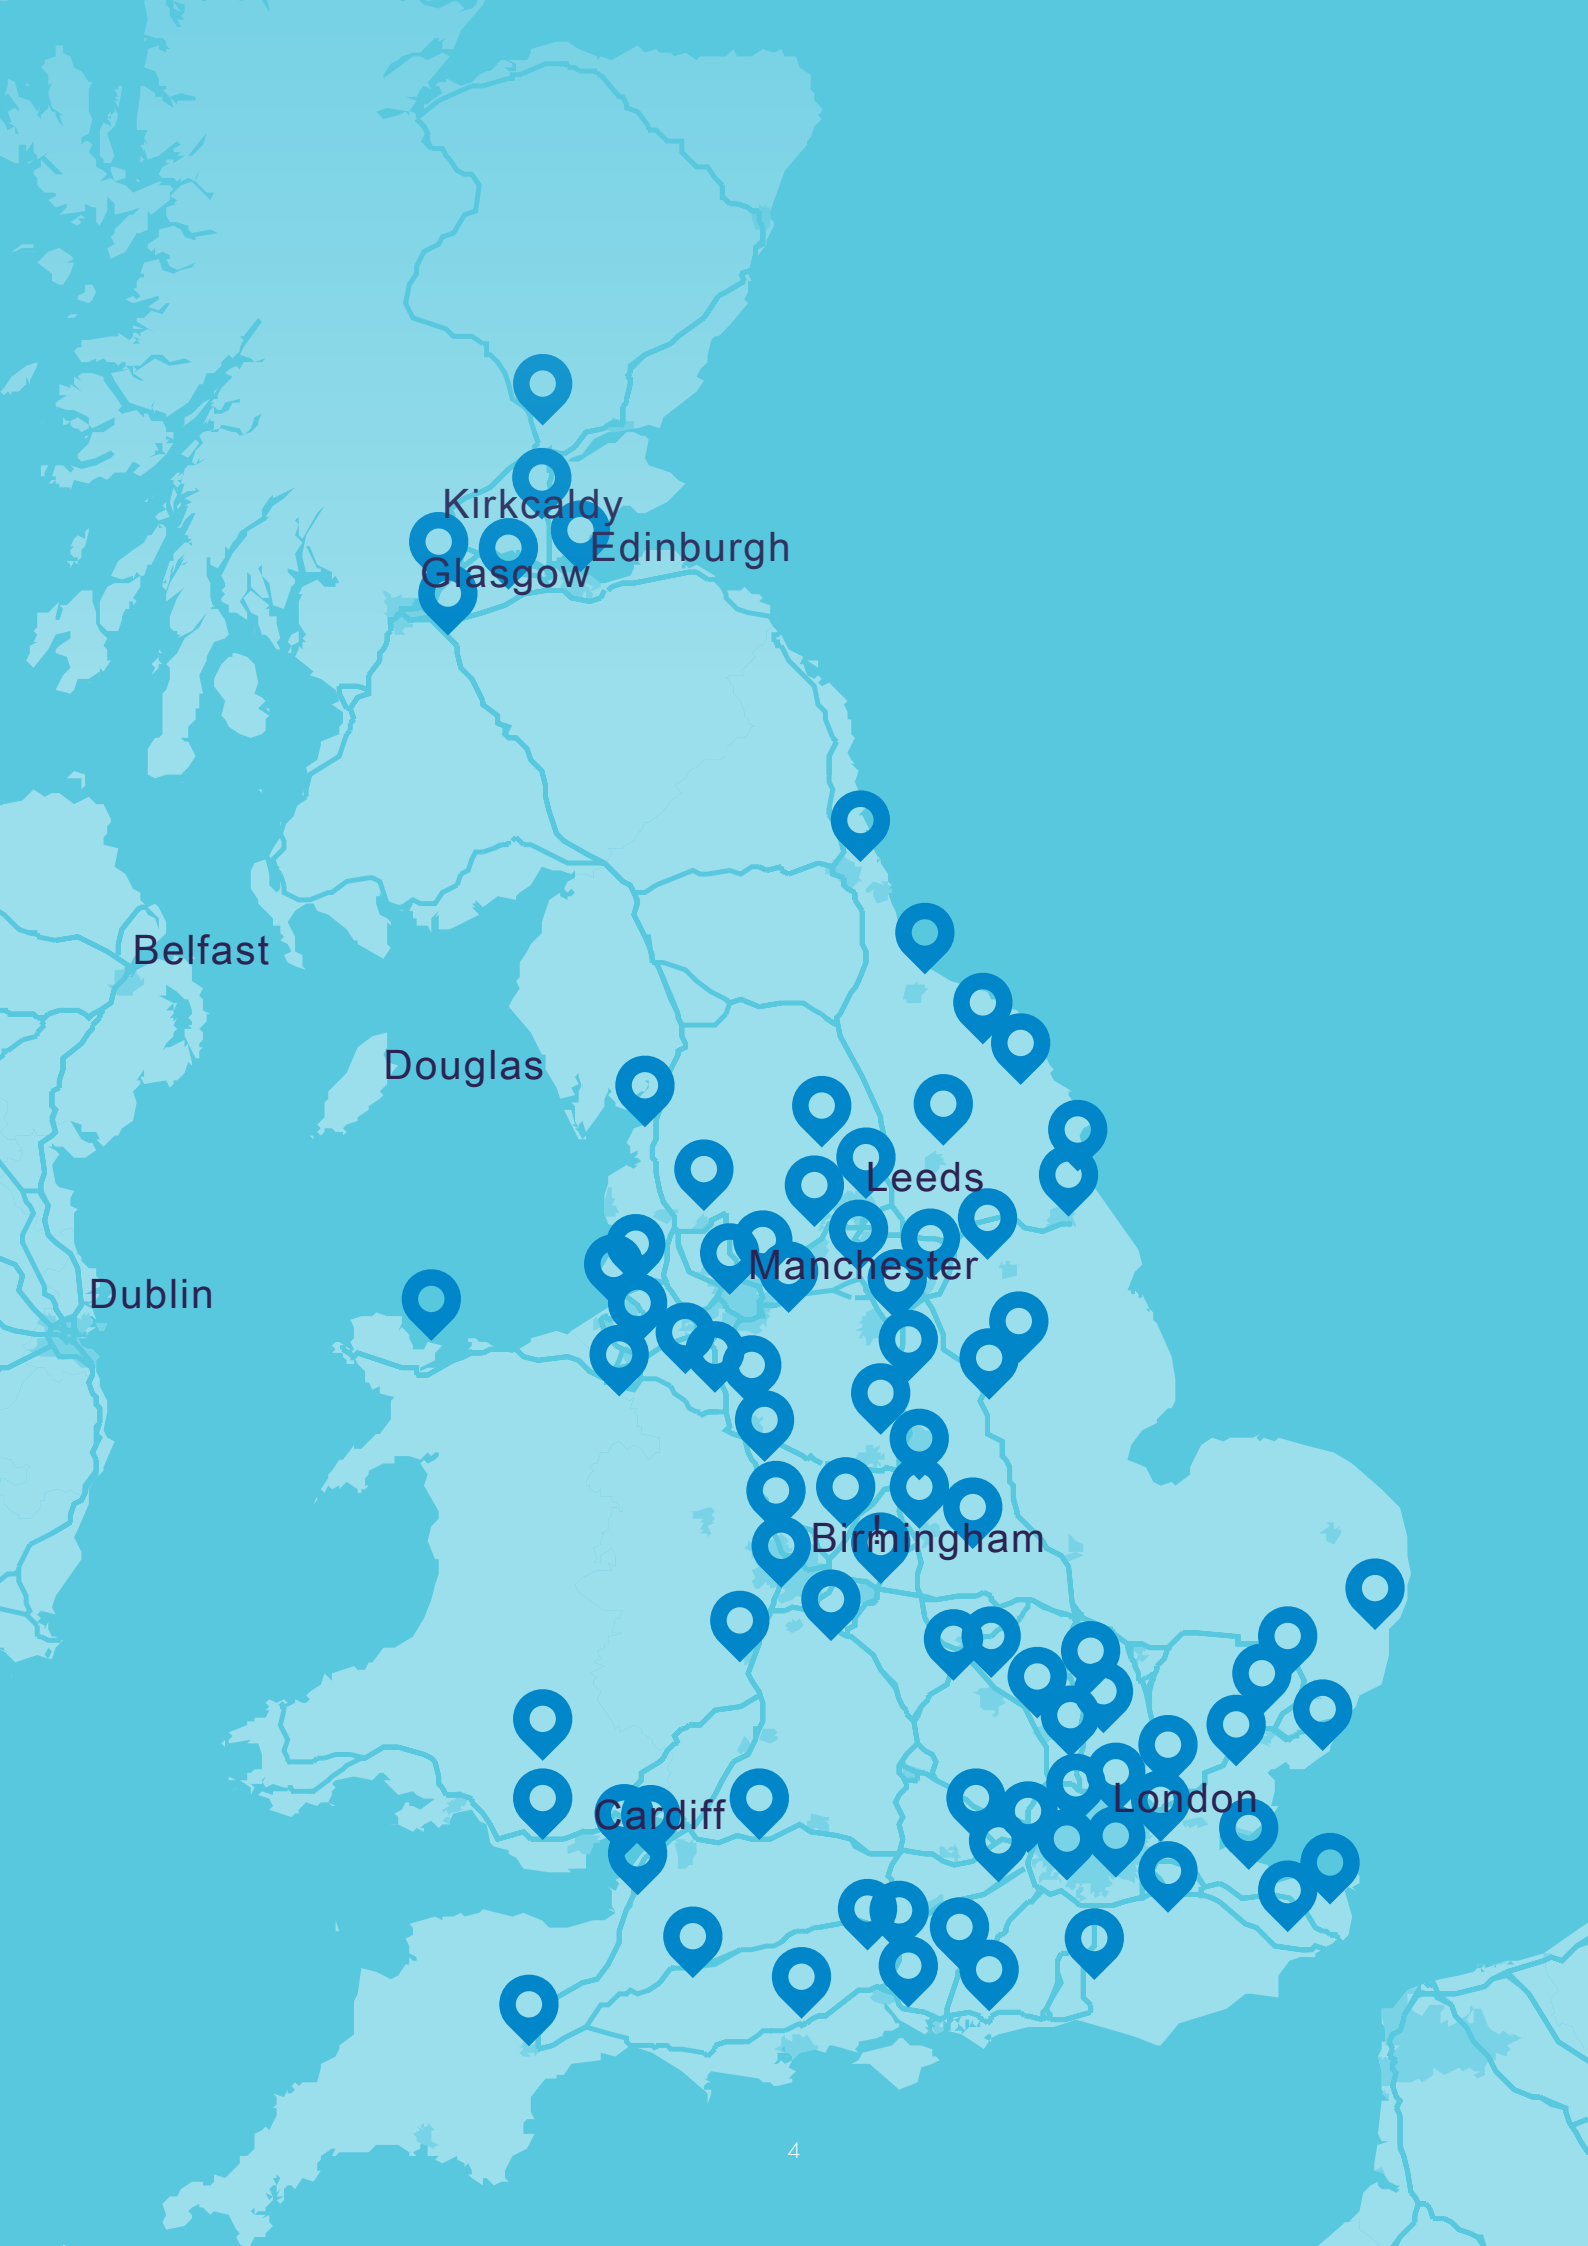 Kirkcaldy
Edinburgh
Glasgow
Belfast
Douglas
Leeds
Manchester
Dublin
!
Birmingham
London
Cardiff
4